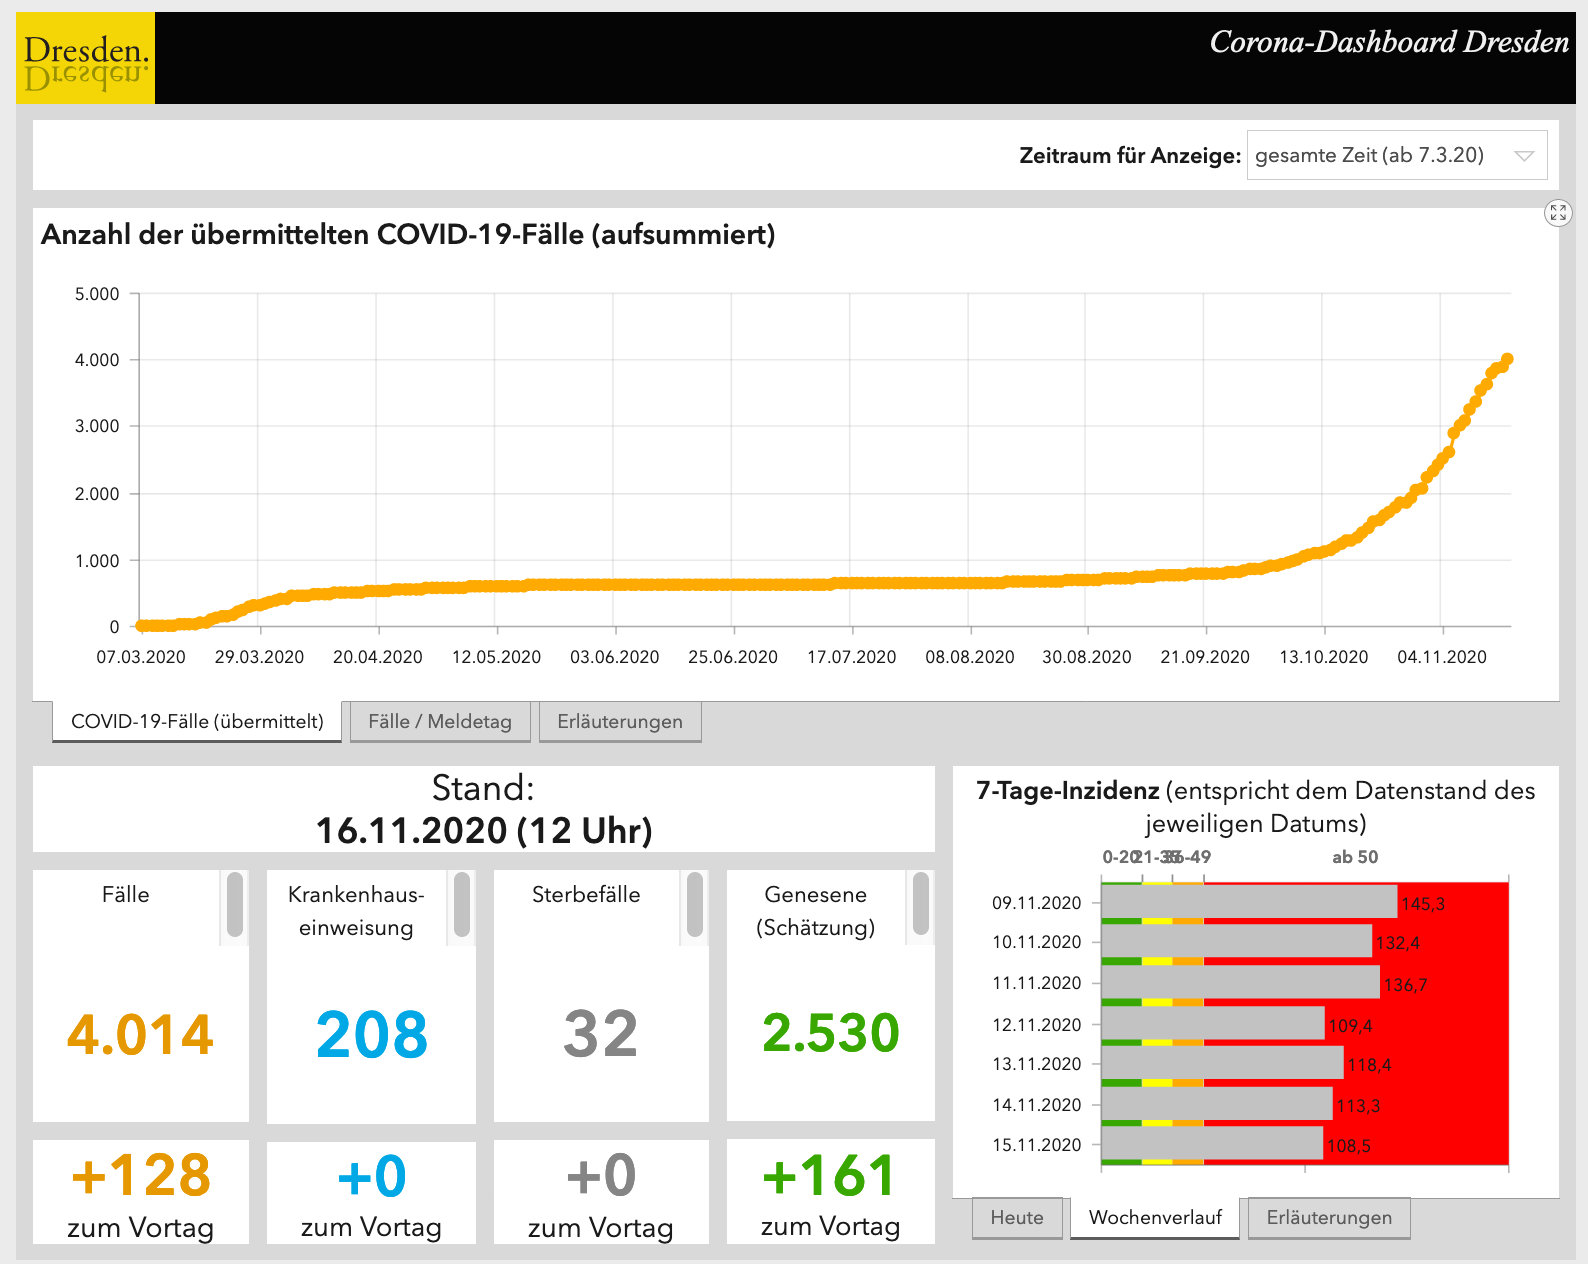 Dresden.
Dresden.
Corona-Dashboard Dresden
Zeitraum für Anzeige: gesamte Zeit (ab 7.3.20)
Anzahl der übermittelten COVID-19-Fälle (aufsummiert)
5.000
4.000
3.000
2.000
1.000
0
07.03.2020 29.03.2020 20.04.2020 12.05.2020 03.06.2020 25.06.2020 17.07.2020 08.08.2020 30.08.2020 21.09.2020 13.10.2020 04.11.2020
COVID-19-Fälle (übermittelt) Fälle / Meldetag Erläuterungen
Stand:
16.11.2020 (12 Uhr)
Fälle
4.014
+128
zum Vortag
Krankenhaus-
einweisung
208
+0
zum Vortag
Sterbefälle
32
+0
zum Vortag
Genesene
(Schätzung)
2.530
+161
zum Vortag
7-Tage-Inzidenz (entspricht dem Datenstand des
jeweiligen Datums)
0-20 21-35 36-49 ab 50
09.11.2020 145,3
10.11.2020 132,4
11.11.2020 136,7
12.11.2020 109,4
13.11.2020 118,4
14.11.2020 113,3
15.11.2020 108,5
Heute Wochenverlauf Erläuterungen